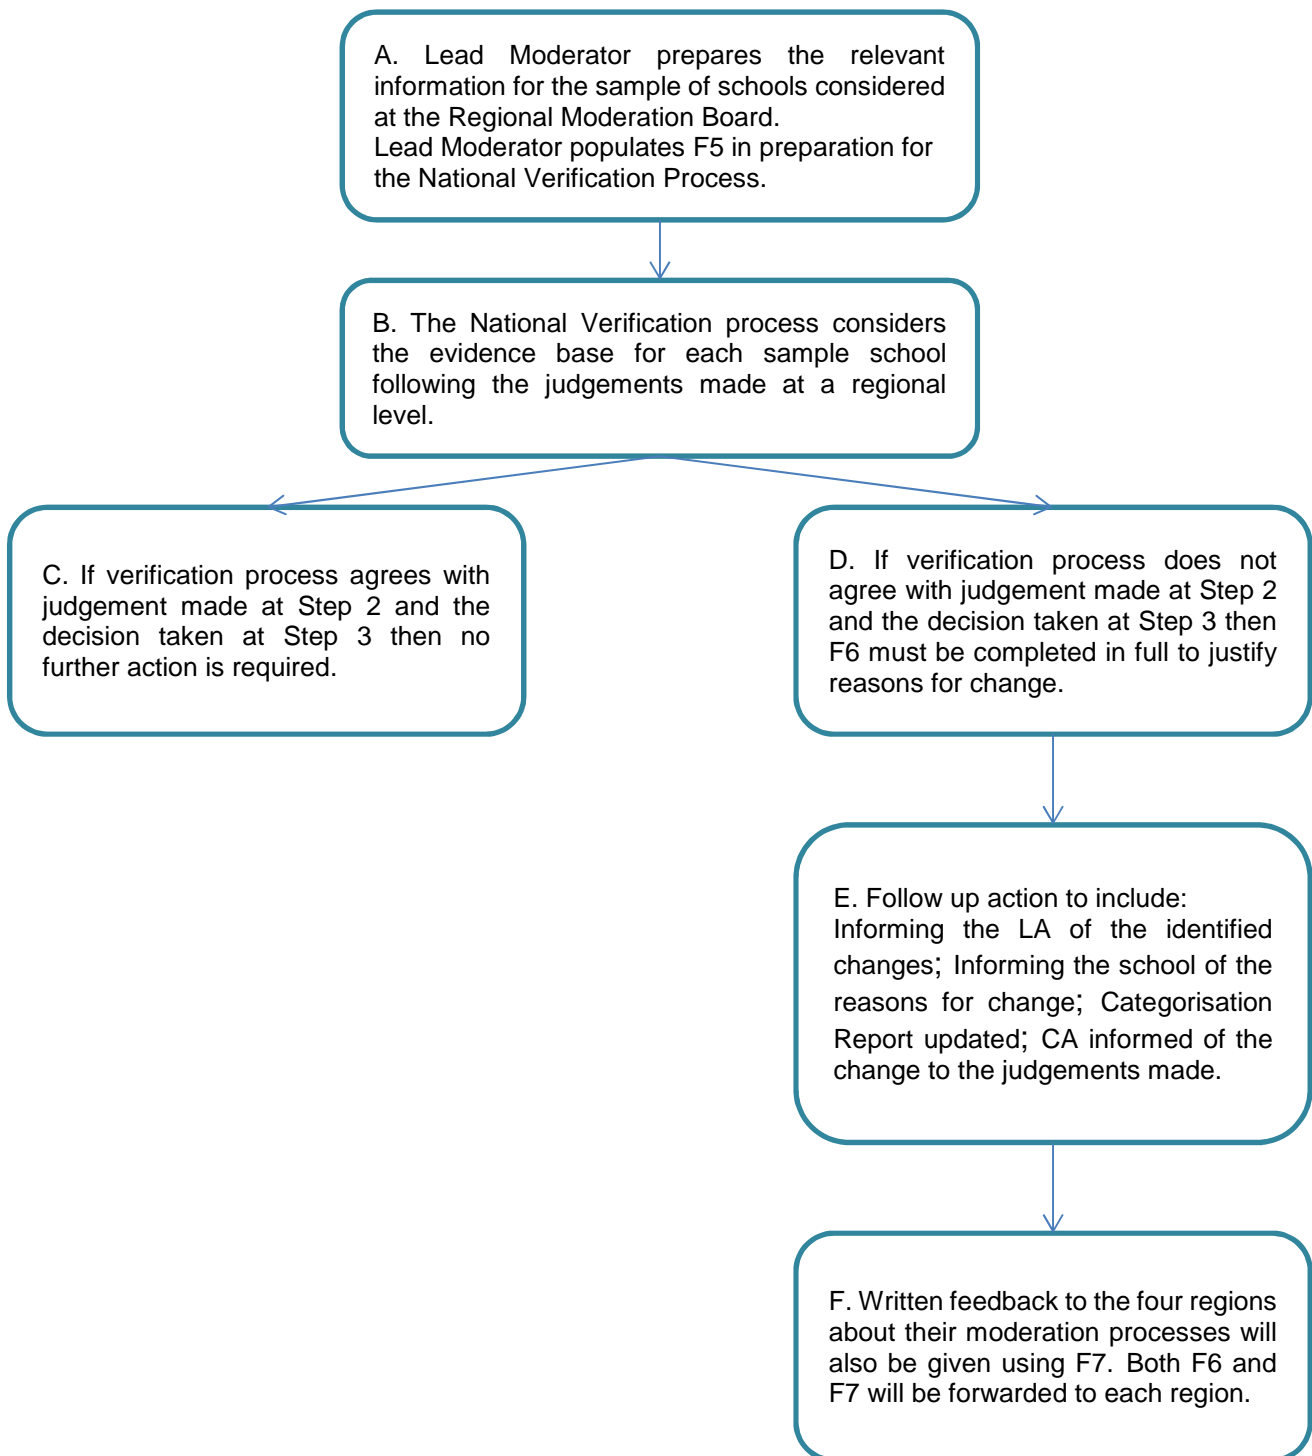 A. Lead Moderator prepares the relevant
information for the sample of schools considered
at the Regional Moderation Board.
Lead Moderator populates F5 in preparation for
the National Verification Process.
B. The National Verification process considers
the evidence base for each sample school
following the judgements made at a regional
level.
C. If verification process agrees with
judgement made at Step 2 and the
decision taken at Step 3 then no
further action is required.
D. If verification process does not
agree with judgement made at Step 2
and the decision taken at Step 3 then
F6 must be completed in full to justify
reasons for change.
E. Follow up action to include:
Informing the LA of the identified
changes; Informing the school of the
reasons for change; Categorisation
Report updated; CA informed of the
change to the judgements made.
F. Written feedback to the four regions
about their moderation processes will
also be given using F7. Both F6 and
F7 will be forwarded to each region.